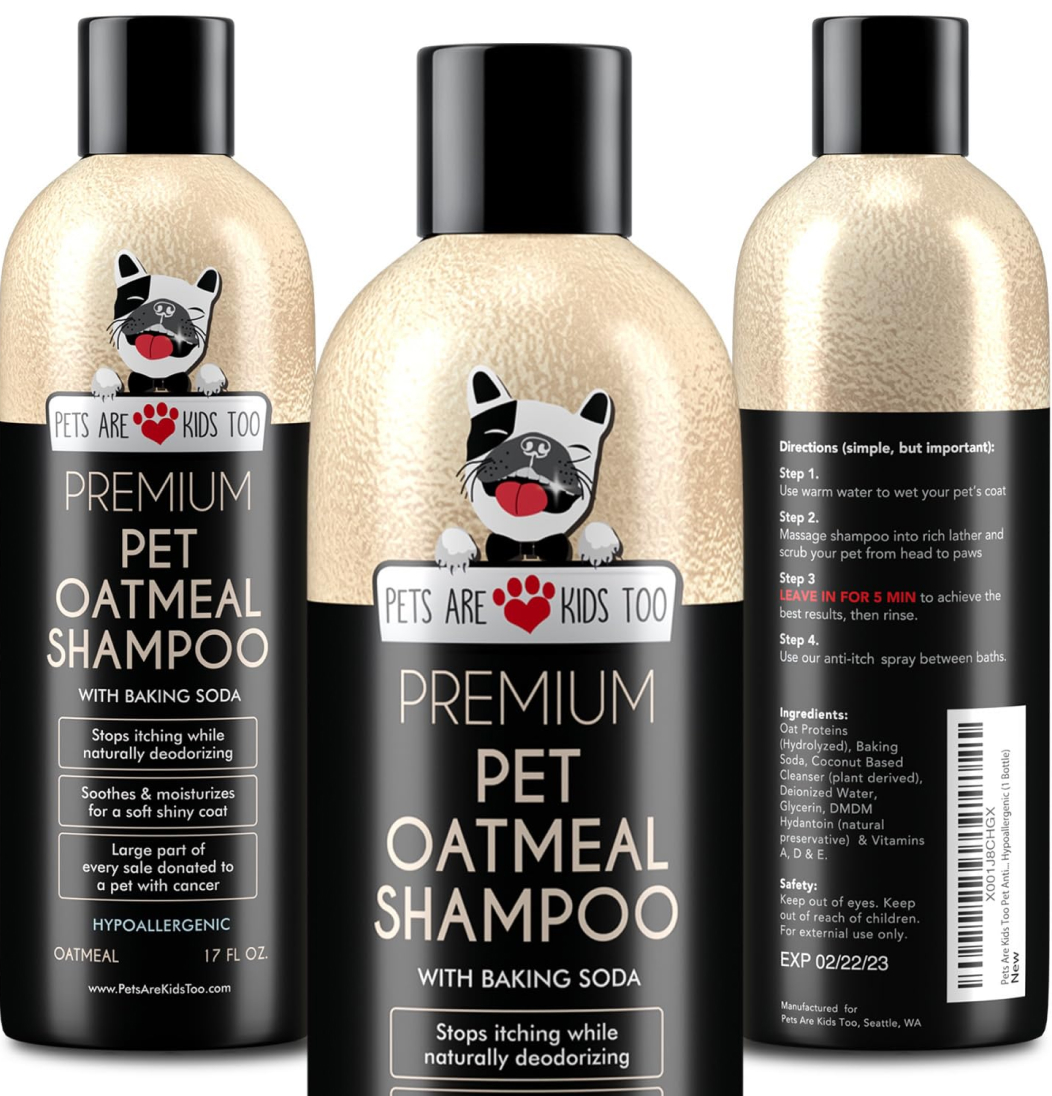 PETS ARE KIDS TOO
PREMIUM
PET
OATMEAL
SHAMPOO
WITH BAKING SODA
Stops itching while
naturally deodorizing
Soothes & moisturizes
for a soft shiny coat
Large part of
every sale donated to
a pet with cancer
HYPOALLERGENIC
OATMEAL 17 FL OZ.
www.PetsAreKidsToo.com
PETS ARE KIDS TOO
PREMIUM
PET
OATMEAL
SHAMPOO
WITH BAKING SODA
Stops itching while
naturally deodorizing
Directions (simple, but important):
Step 1.
Use warm water to wet your pet's coat
Step 2.
Massage shampoo into rich lather and
scrub your pet from head to paws
Step 3
LEAVE IN FOR 5 MIN to achieve the
best results, then rinse.
Step 4.
Use our anti-itch spray between baths.
Ingredients:
Oat Proteins
(Hydrolyzed), Baking
Soda, Coconut Based
Cleanser (plant derived),
Deionized Water,
Glycerin, DMDM
Hydantoin (natural
preservative) & Vitamins
A, D & E.
Safety:
Keep out of eyes. Keep
out of reach of children.
For externial use only.
EXP 02/22/23
Manufactured for
Pets Are Kids Too, Seattle, WA
X001J8CHGX
Pets Are Kids Too Pet Anti... Hypoallergenic (1 Bottle)
New